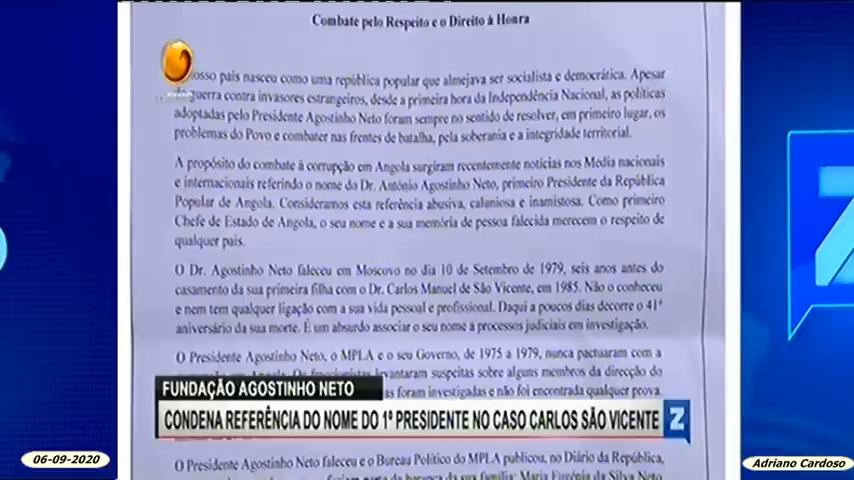 Combate pelo Respeito e o Direito à Honra
osso país nasceu como uma república popular que almejava ser socialista e democrática. Apesar
guerra contra invasores estrangeiros, desde a primeira hora da Independência Nacional, as políticas
adoptadas pelo Presidente Agostinho Neto foram sempre no sentido de resolver, em primeiro lugar, os
problemas do Povo e combater nas frentes de batalha, pela soberania e a integridade territorial.
A propósito do combate à corrupção em Angola surgiram recentemente notícias nos Media nacionais
e internacionais referindo o nome do Dr. António Agostinho Neto, primeiro Presidente da República
Popular de Angola. Consideramos esta referência abusiva, caluniosa e inamistosa. Como primeiro
Chefe de Estado de Angola, o seu nome e a sua memória de pessoa falecida merecem o respeito de
qualquer país.
O Dr. Agostinho Neto faleceu em Moscovo no dia 10 de Setembro de 1979, seis anos antes do
casamento da sua primeira filha com o Dr. Carlos Manuel de São Vicente, em 1985. Não o conheceu
e nem tem qualquer ligação com a sua vida pessoal e profissional. Daqui a poucos dias decorre o 41º
aniversário da sua morte. É um absurdo associar o seu nome a processos judiciais em investigação.
O Presidente Agostinho Neto, o MPLA e o seu Governo, de 1975 a 1979, nunca pactuaram com a
levantaram suspeitas sobre alguns membros da direcção do
as foram investigadas e não foi encontrada qualquer prova.
FUNDAÇÃO AGOSTINHO NETO
CONDENA REFERÊNCIA DO NOME DO 1º PRESIDENTE NO CASO CARLOS SÃO VICENTE
Z
O Presidente Agostinho Neto faleceu e o Bureau Político do MPLA publicou, no Diário da República,
da herança da sua família: Maria Eugénia da Silva Neto
06-09-2020
Adriano Cardoso